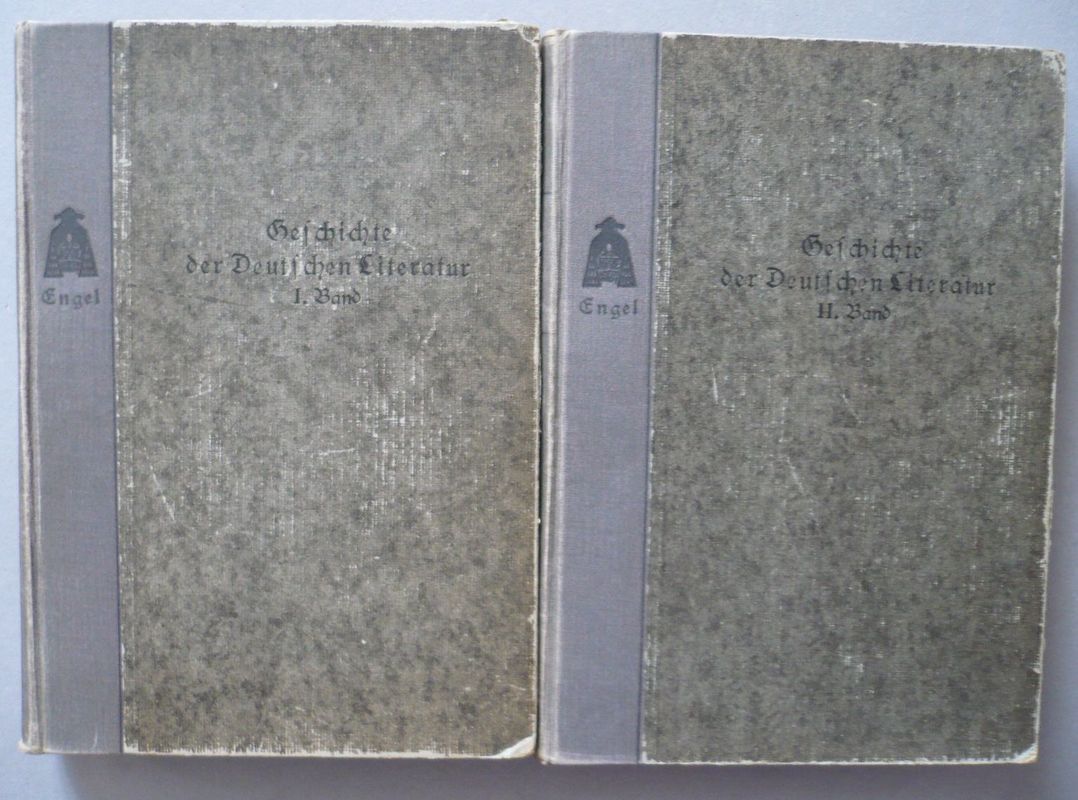 Geschichte
der Deutschen Literatur
I. Band
Engel
Geschichte
der Deutschen Literatur
II. Band
Engel